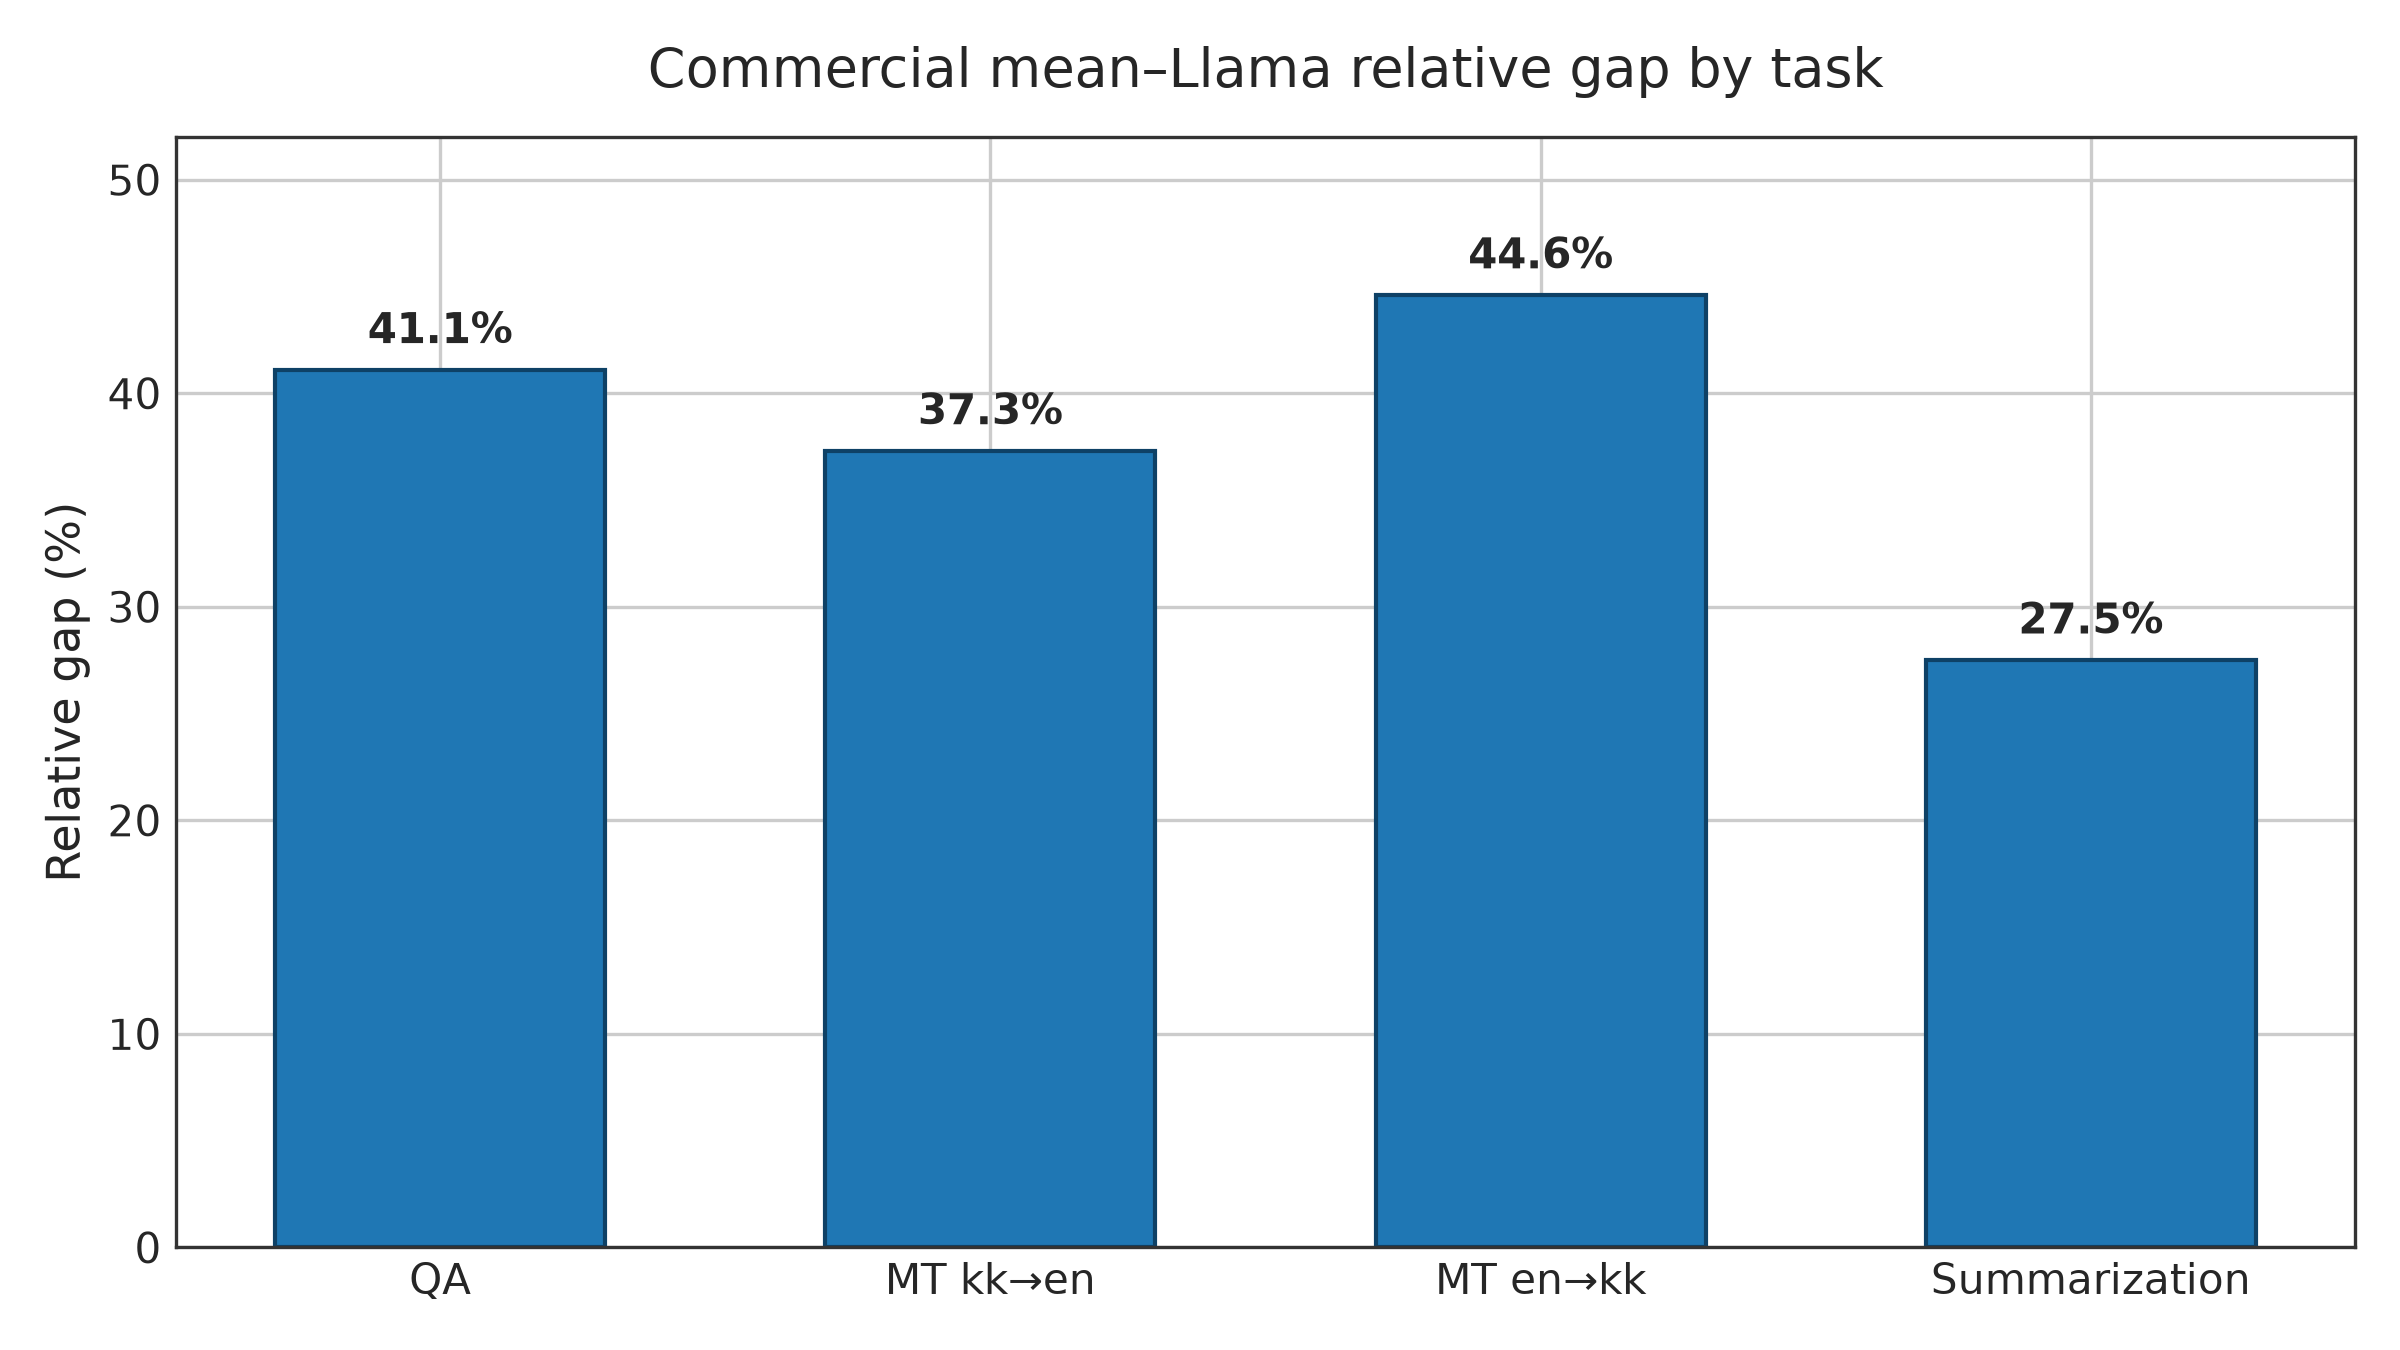 Commercial mean–Llama relative gap by task
Relative gap (%)
50
40
30
20
10
0
41.1%
37.3%
44.6%
27.5%
QA
MT kk→en
MT en→kk
Summarization